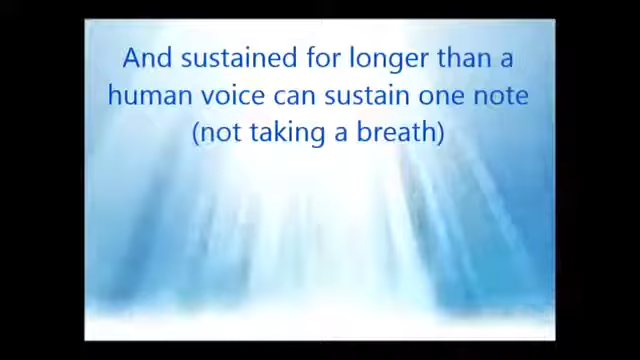 And sustained for longer than a
human voice can sustain one note
(not taking a breath)